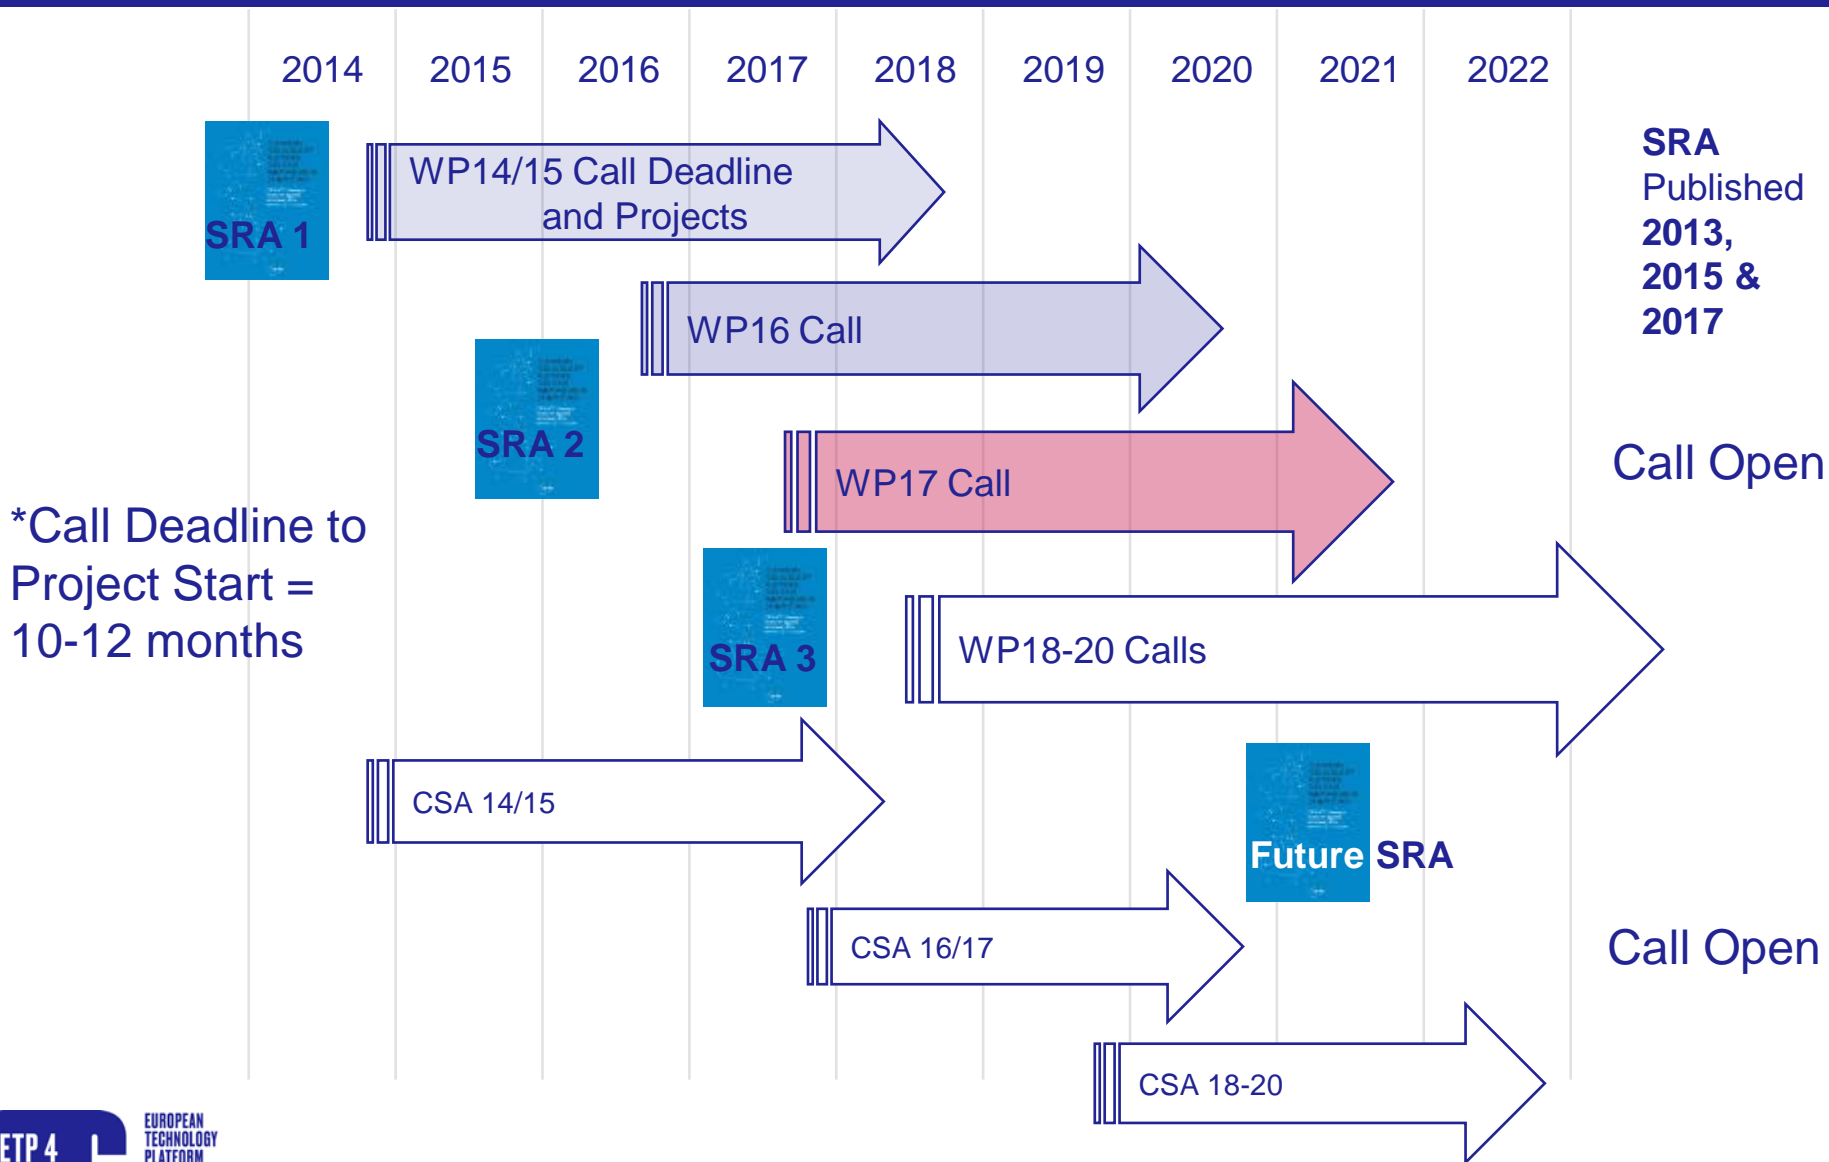 2014 2015 2016 2017 2018 2019 2020 2021 2022
SRA 1
WP14/15 Call Deadline
and Projects
SRA
Published
2013,
2015 &
2017
WP16 Call
SRA 2
WP17 Call
Call Open
*Call Deadline to
Project Start =
10-12 months
SRA 3
WP18-20 Calls
CSA 14/15
Future SRA
CSA 16/17
Call Open
CSA 18-20
ETP 4
EUROPEAN
TECHNOLOGY
PLATFORM